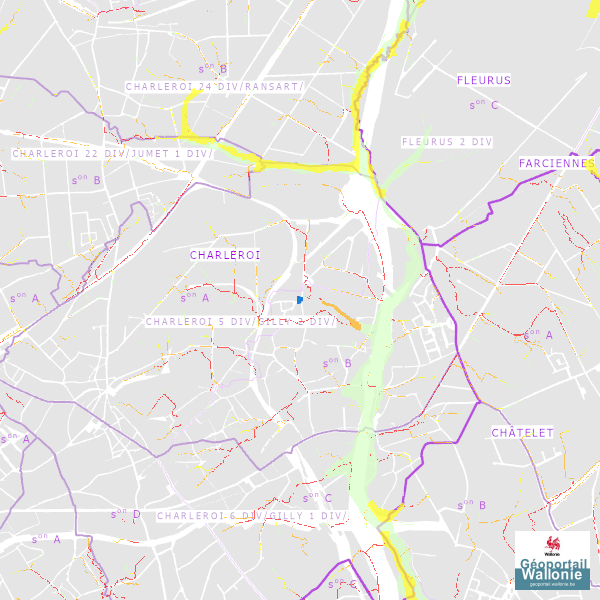 sᵒⁿ B
CHARLEROI 24 DIV/RANSART/
FLEURUS
sᵒⁿ C
FLEURUS 2 DIV
CHARLEROI 22 DIV/JUMET 1 DIV/
FARCIENNES
sᵒⁿ B
CHARLEROI
sᵒⁿ A
sᵒⁿ A
CHARLEROI 5 DIV/GILLY 2 DIV/
sᵒⁿ A
sᵒⁿ B
CHÂTELET
sᵒⁿ A
sᵒⁿ C
sᵒⁿ B
sᵒⁿ D
CHARLEROI 6 DIV/GILLY 1 DIV/
sᵒⁿ A
sᵒⁿ C
Wallonie
Géoportail
Wallonie
geoportail.wallonie.be